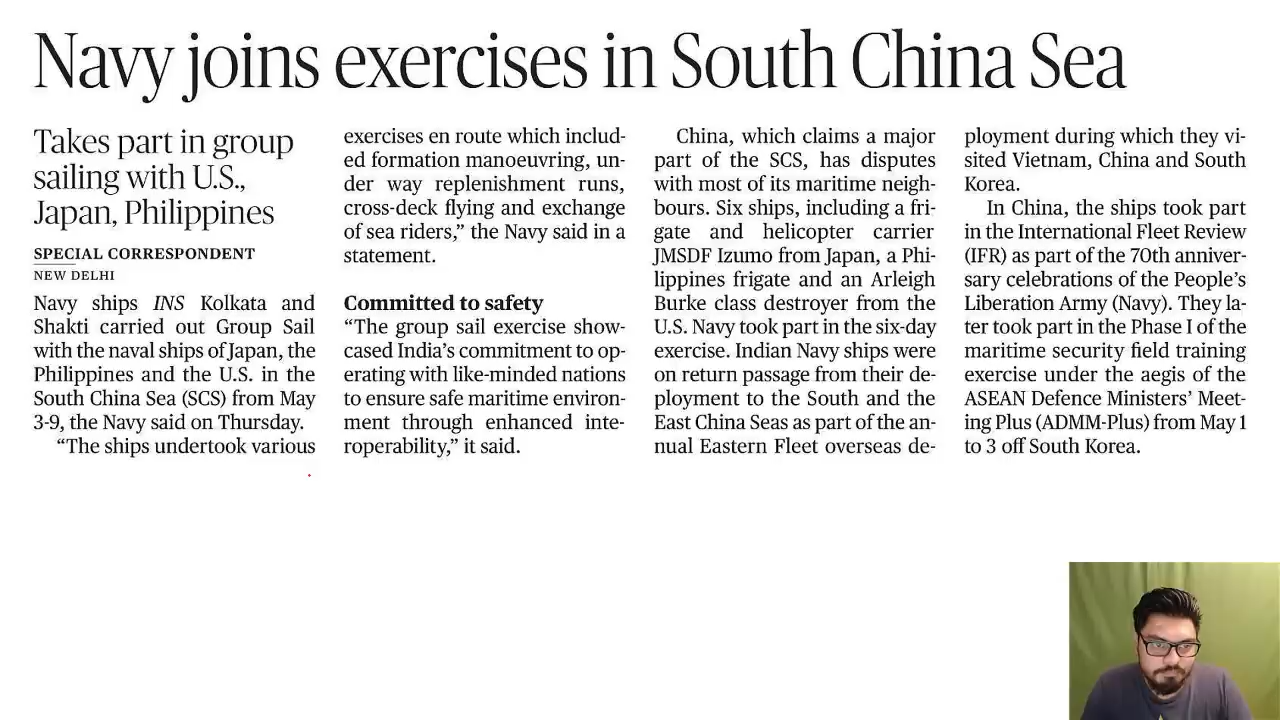 Navy joins exercises in South China Sea
Takes part in group
sailing with U.S.,
Japan, Philippines
SPECIAL CORRESPONDENT
NEW DELHI
Navy ships INS Kolkata and
Shakti carried out Group Sail
with the naval ships of Japan, the
Philippines and the U.S. in the
South China Sea (SCS) from May
3-9, the Navy said on Thursday.
“The ships undertook various
exercises en route which includ-
ed formation manoeuvring, un-
der way replenishment runs,
cross-deck flying and exchange
of sea riders,” the Navy said in a
statement.
Committed to safety
“The group sail exercise show-
cased India’s commitment to op-
erating with like-minded nations
to ensure safe maritime environ-
ment through enhanced inte-
roperability,” it said.
China, which claims a major
part of the SCS, has disputes
with most of its maritime neigh-
bours. Six ships, including a fri-
gate and helicopter carrier
JMSDF Izumo from Japan, a Phi-
lippines frigate and an Arleigh
Burke class destroyer from the
U.S. Navy took part in the six-day
exercise. Indian Navy ships were
on return passage from their de-
ployment to the South and the
East China Seas as part of the an-
nual Eastern Fleet overseas de-
ployment during which they vi-
sited Vietnam, China and South
Korea.
In China, the ships took part
in the International Fleet Review
(IFR) as part of the 70th anniver-
sary celebrations of the People’s
Liberation Army (Navy). They la-
ter took part in the Phase I of the
maritime security field training
exercise under the aegis of the
ASEAN Defence Ministers’ Meet-
ing Plus (ADMM-Plus) from May 1
to 3 off South Korea.